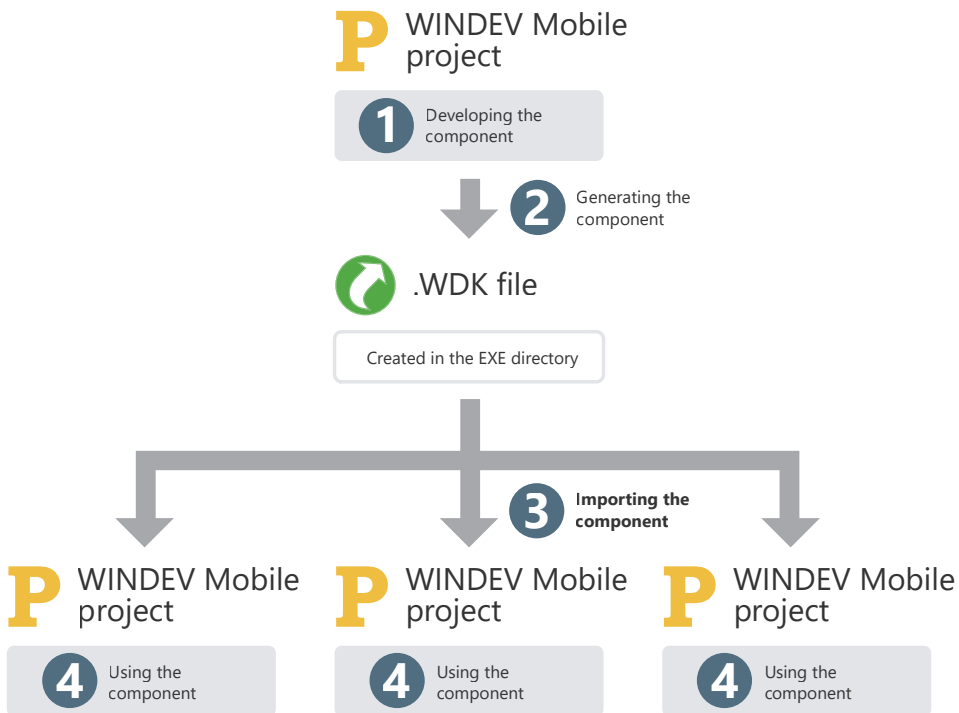 P WINDEV Mobile
project
1 Developing the
component
2 Generating the
component
.WDK file
Created in the EXE directory
3 Importing the
component
P WINDEV Mobile
project
4 Using the
component
P WINDEV Mobile
project
4 Using the
component
P WINDEV Mobile
project
4 Using the
component